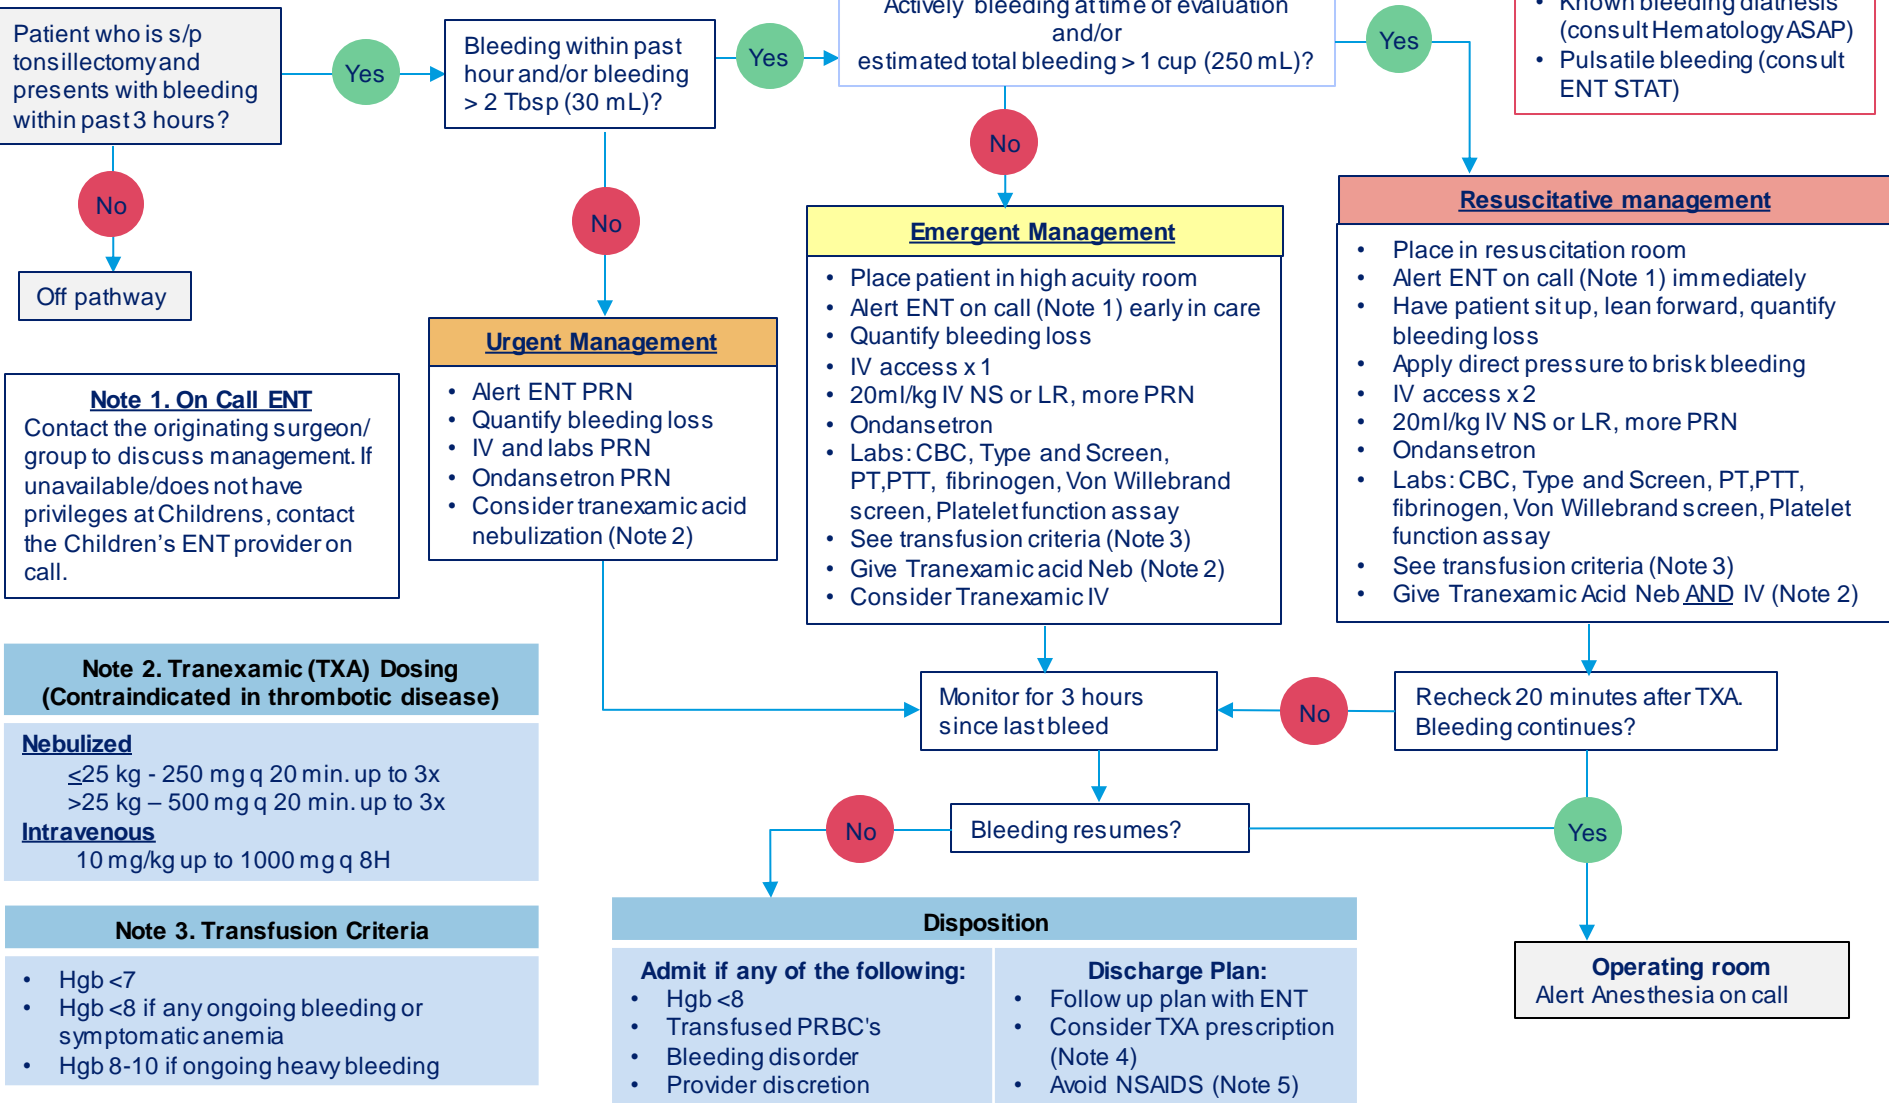 Patient who is s/p
tonsillectomy and
presents with bleeding
within past 3 hours?
Yes
Bleeding within past
hour and/or bleeding
> 2 Tbsp (30 mL)?
Yes
Actively bleeding at time of evaluation
and/or
estimated total bleeding > 1 cup (250 mL)?
Yes
• Known bleeding diathesis
(consult Hematology ASAP)
• Pulsatile bleeding (consult
ENT STAT)
No
Off pathway
No
No
Urgent Management
• Alert ENT PRN
• Quantify bleeding loss
• IV and labs PRN
• Ondansetron PRN
• Consider tranexamic acid
nebulization (Note 2)
Emergent Management
• Place patient in high acuity room
• Alert ENT on call (Note 1) early in care
• Quantify bleeding loss
• IV access x 1
• 20ml/kg IV NS or LR, more PRN
• Ondansetron
• Labs: CBC, Type and Screen,
PT,PTT, fibrinogen, Von Willebrand
screen, Platelet function assay
• See transfusion criteria (Note 3)
• Give Tranexamic acid Neb (Note 2)
• Consider Tranexamic IV
Resuscitative management
• Place in resuscitation room
• Alert ENT on call (Note 1) immediately
• Have patient sit up, lean forward, quantify
bleeding loss
• Apply direct pressure to brisk bleeding
• IV access x 2
• 20ml/kg IV NS or LR, more PRN
• Ondansetron
• Labs: CBC, Type and Screen, PT,PTT,
fibrinogen, Von Willebrand screen, Platelet
function assay
• See transfusion criteria (Note 3)
• Give Tranexamic Acid Neb AND IV (Note 2)
Note 1. On Call ENT
Contact the originating surgeon/
group to discuss management. If
unavailable/does not have
privileges at Childrens, contact
the Children's ENT provider on
call.
Note 2. Tranexamic (TXA) Dosing
(Contraindicated in thrombotic disease)
Nebulized
≤25 kg - 250 mg q 20 min. up to 3x
>25 kg – 500 mg q 20 min. up to 3x
Intravenous
10 mg/kg up to 1000 mg q 8H
Monitor for 3 hours
since last bleed
No
Recheck 20 minutes after TXA.
Bleeding continues?
No
Bleeding resumes?
Yes
Note 3. Transfusion Criteria
• Hgb <7
• Hgb <8 if any ongoing bleeding or
symptomatic anemia
• Hgb 8-10 if ongoing heavy bleeding
Disposition
Admit if any of the following:
• Hgb <8
• Transfused PRBC's
• Bleeding disorder
• Provider discretion
Discharge Plan:
• Follow up plan with ENT
• Consider TXA prescription
(Note 4)
• Avoid NSAIDS (Note 5)
Operating room
Alert Anesthesia on call